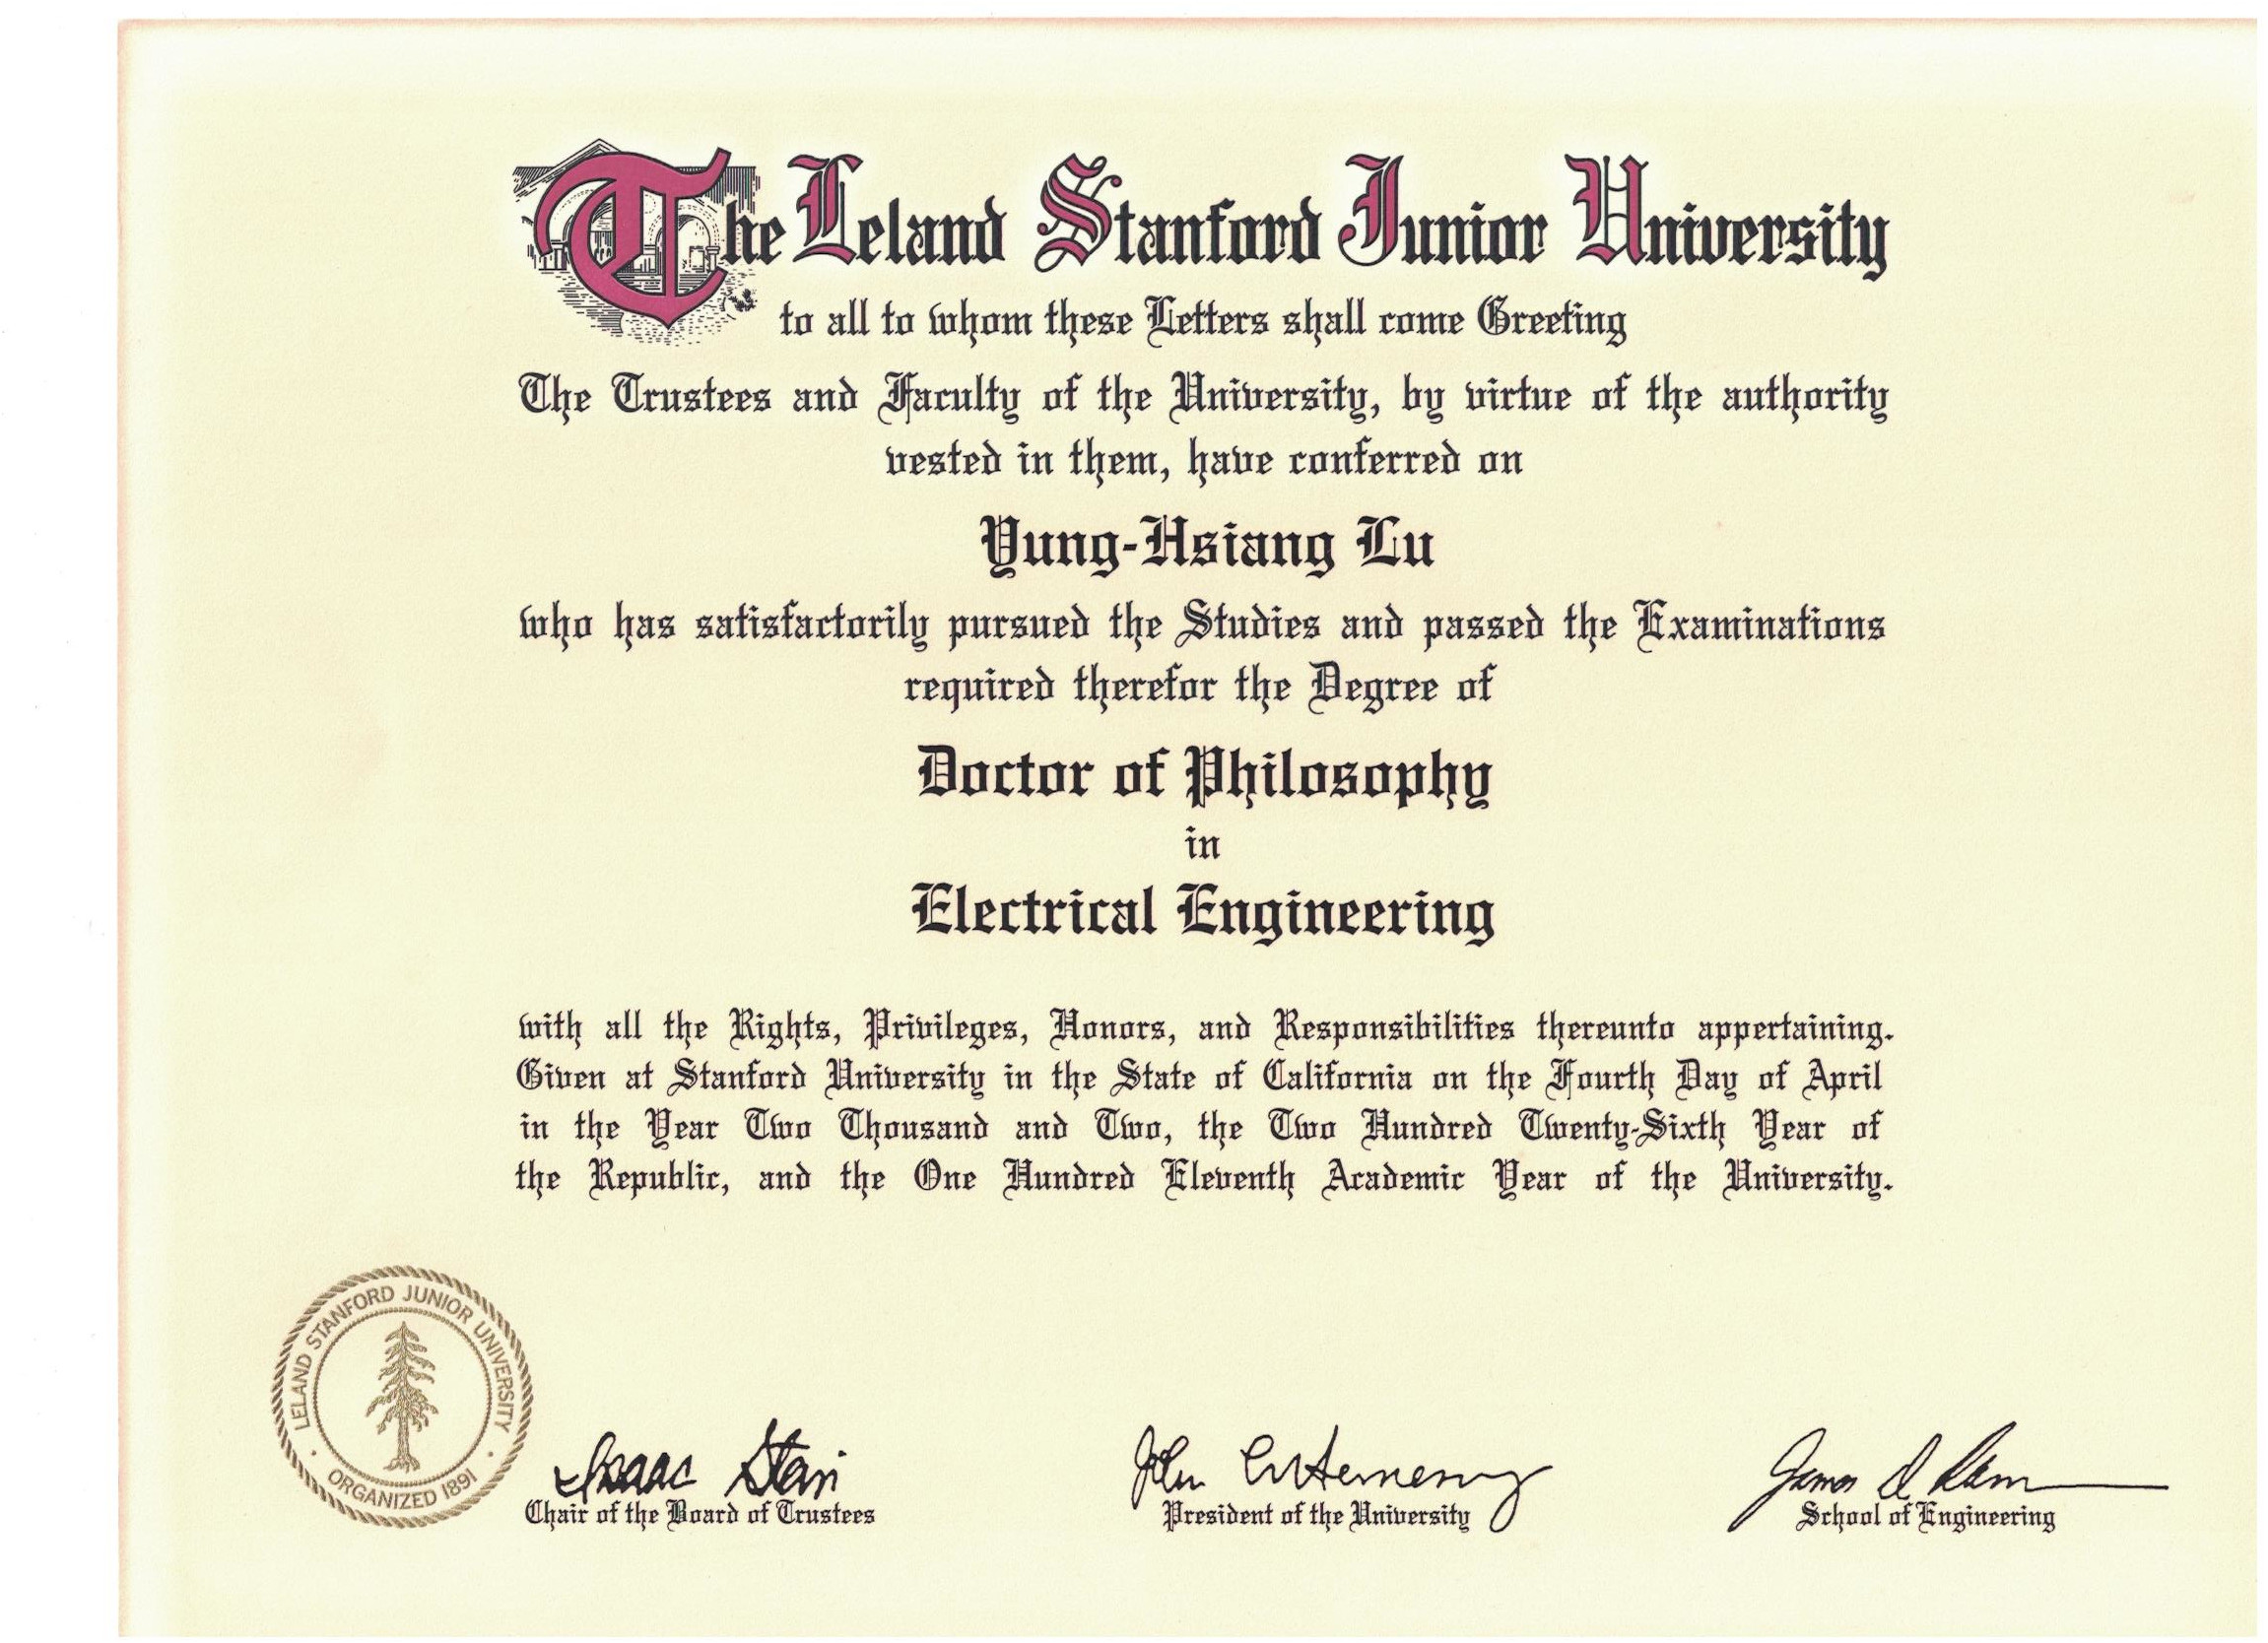 The Leland Stanford Junior University
to all to whom these Letters shall come Greeting
The Trustees and Faculty of the University, by virtue of the authority
vested in them, have conferred on
Yung-Hsiang Lu
who has satisfactorily pursued the Studies and passed the Examinations
required therefor the Degree of
Doctor of Philosophy
in
Electrical Engineering
with all the Rights, Privileges, Honors, and Responsibilities thereunto appertaining.
Given at Stanford University in the State of California on the Fourth Day of April
in the Year Two Thousand and Two, the Two Hundred Twenty-Sixth Year of
the Republic, and the One Hundred Eleventh Academic Year of the University.
LELAND STANFORD JUNIOR UNIVERSITY
ORGANIZED 1891
Isaac Stein
Chair of the Board of Trustees
John
President of the University
James D
School of Engineering